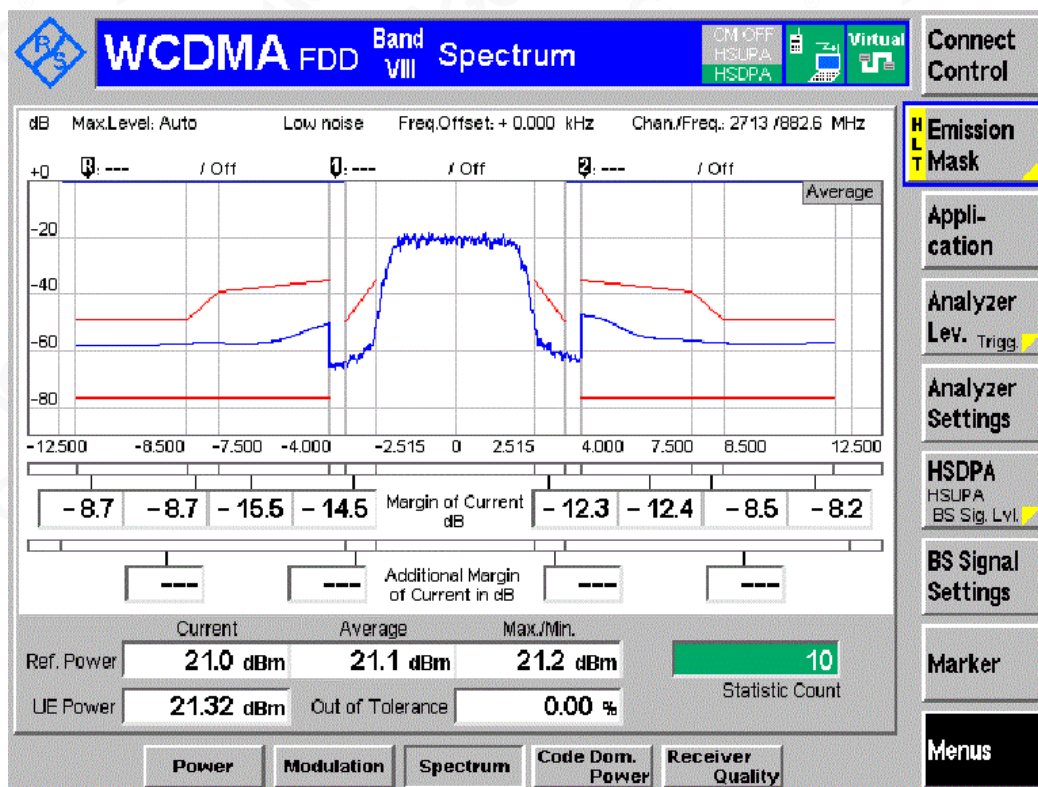 R&S
WCDMA FDD Band VIII Spectrum
CM OFF
HSUPA
HSDPA
Virtual
Connect Control
dB Max.Level: Auto Low noise Freq.Offset: + 0.000 kHz Chan./Freq.: 2713 /882.6 MHz
HLT Emission Mask
+0 R: --- / Off 1: --- / Off 2: --- / Off
Average
Appli-
cation
-20
-40
Analyzer
Lev. Trigg.
-60
-80
Analyzer
Settings
-12.500 -8.500 -7.500 -4.000 -2.515 0 2.515 4.000 7.500 8.500 12.500
HSDPA
HSUPA
BS Sig. Lvl.
- 8.7 - 8.7 - 15.5 - 14.5 Margin of Current dB - 12.3 - 12.4 - 8.5 - 8.2
BS Signal
Settings
--- --- Additional Margin of Current in dB --- ---
Current Average Max./Min.
Ref. Power 21.0 dBm 21.1 dBm 21.2 dBm 10
Marker
Statistic Count
UE Power 21.32 dBm Out of Tolerance 0.00 %
Menus
Power Modulation Spectrum Code Dom. Power Receiver Quality